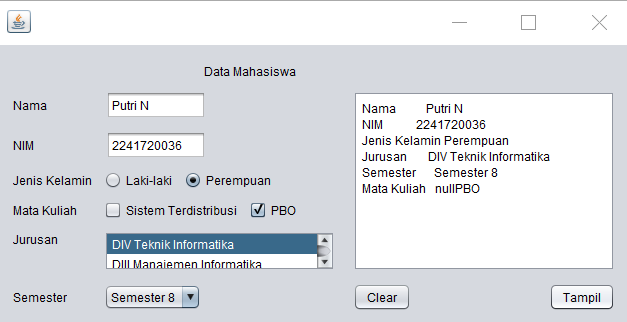 Data Mahasiswa
Nama Putri N
NIM 2241720036
Jenis Kelamin Laki-laki Perempuan
Mata Kuliah Sistem Terdistribusi PBO
Jurusan DIV Teknik Informatika
DIII Manajemen Informatika
Semester Semester 8
Nama Putri N
NIM 2241720036
Jenis Kelamin Perempuan
Jurusan DIV Teknik Informatika
Semester Semester 8
Mata Kuliah nullPBO
Clear Tampil